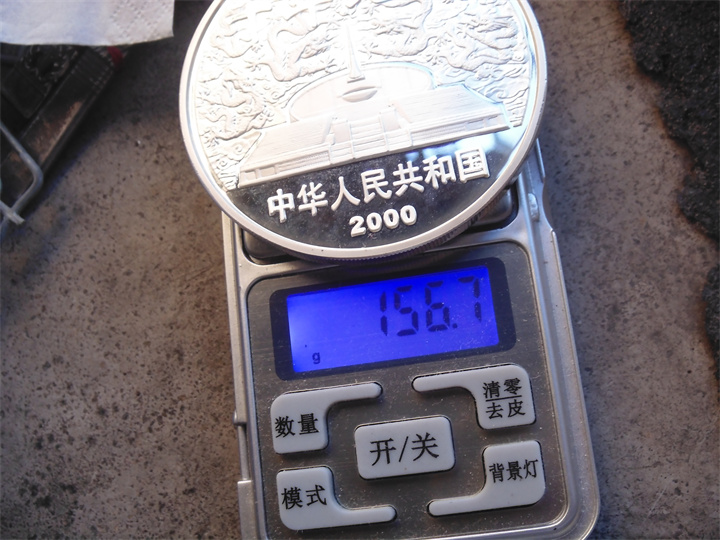 中华人民共和国
2000
156.7
g
数量
清零
去皮
开/关
模式
背景灯